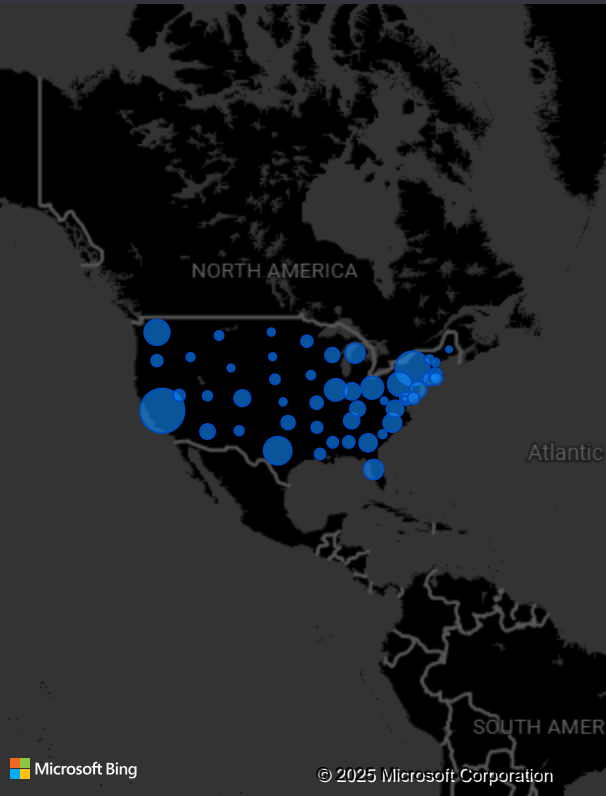 NORTH AMERICA
Atlantic
SOUTH AMER
Microsoft Bing
© 2025 Microsoft Corporation